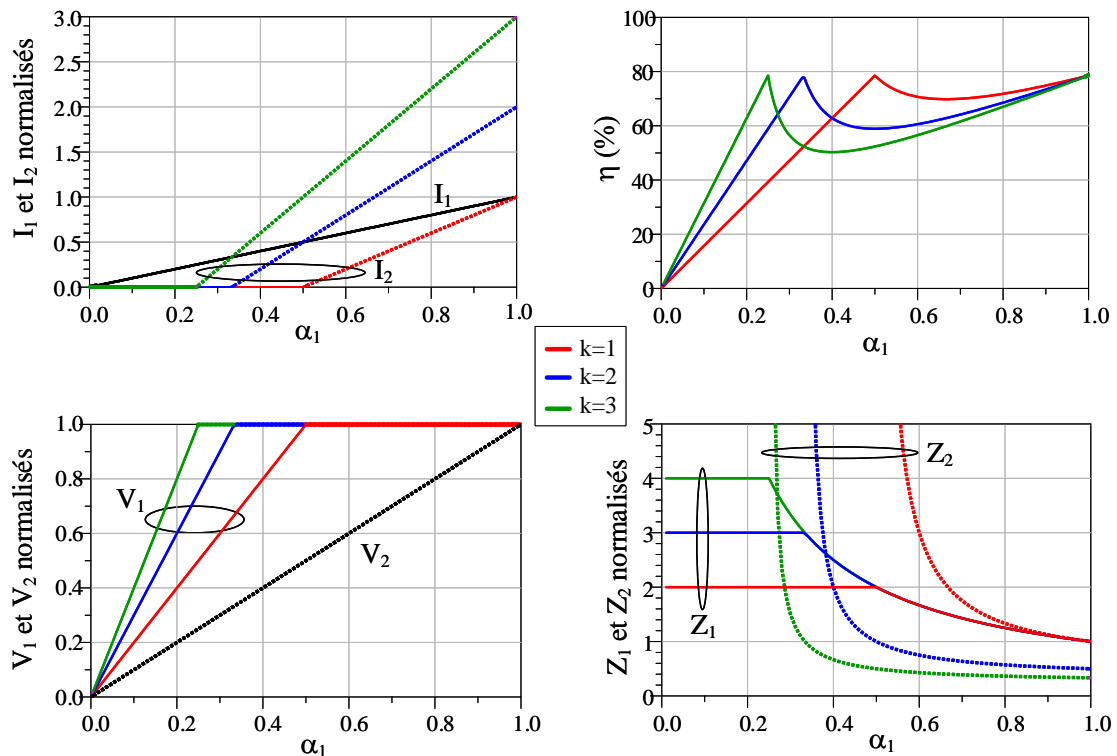 I1 et I2 normalisés
3.0
2.5
2.0
1.5
1.0
0.5
0.0
I1
I2
0.0 0.2 0.4 0.6 0.8 1.0
α1
η (%)
100
80
60
40
20
0
0.0 0.2 0.4 0.6 0.8 1.0
α1
k=1
k=2
k=3
V1 et V2 normalisés
1.0
0.8
0.6
0.4
0.2
0.0
V1
V2
0.0 0.2 0.4 0.6 0.8 1.0
α1
Z1 et Z2 normalisés
5
4
3
2
1
0
Z2
Z1
0.0 0.2 0.4 0.6 0.8 1.0
α1